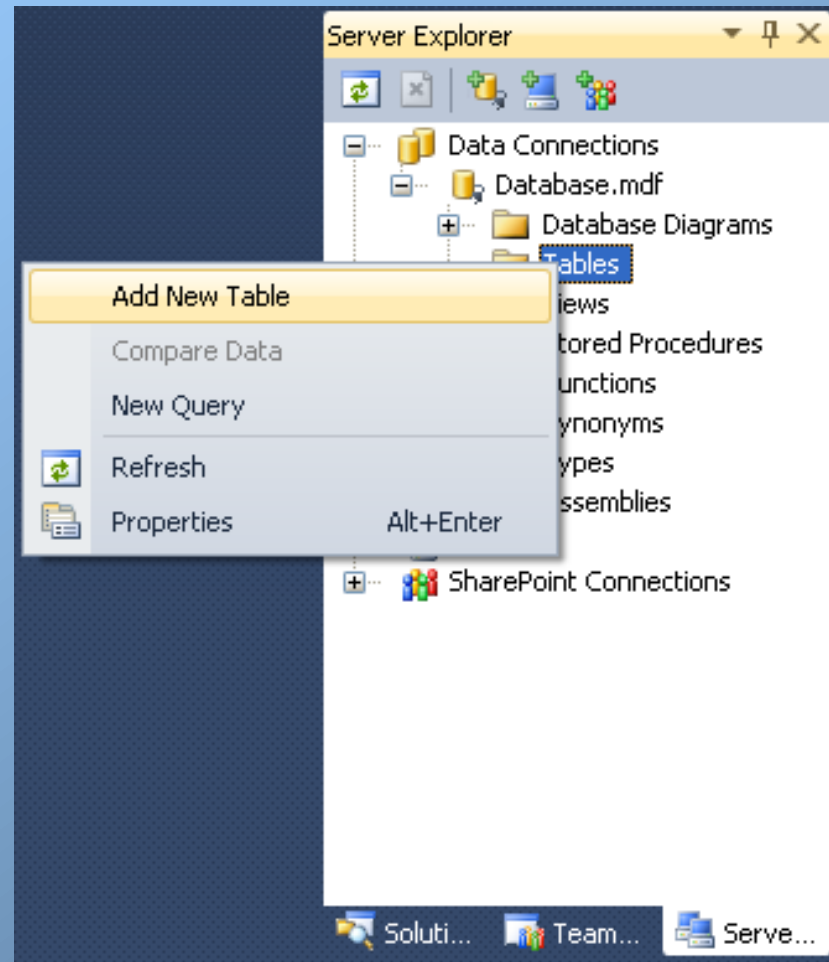 Server Explorer
Data Connections
Database.mdf
Database Diagrams
Tables
Add New Table
iews
Compare Data
tored Procedures
unctions
New Query
ynonyms
Refresh
ypes
ssemblies
Properties Alt+Enter
SharePoint Connections
Soluti... Team... Serve...